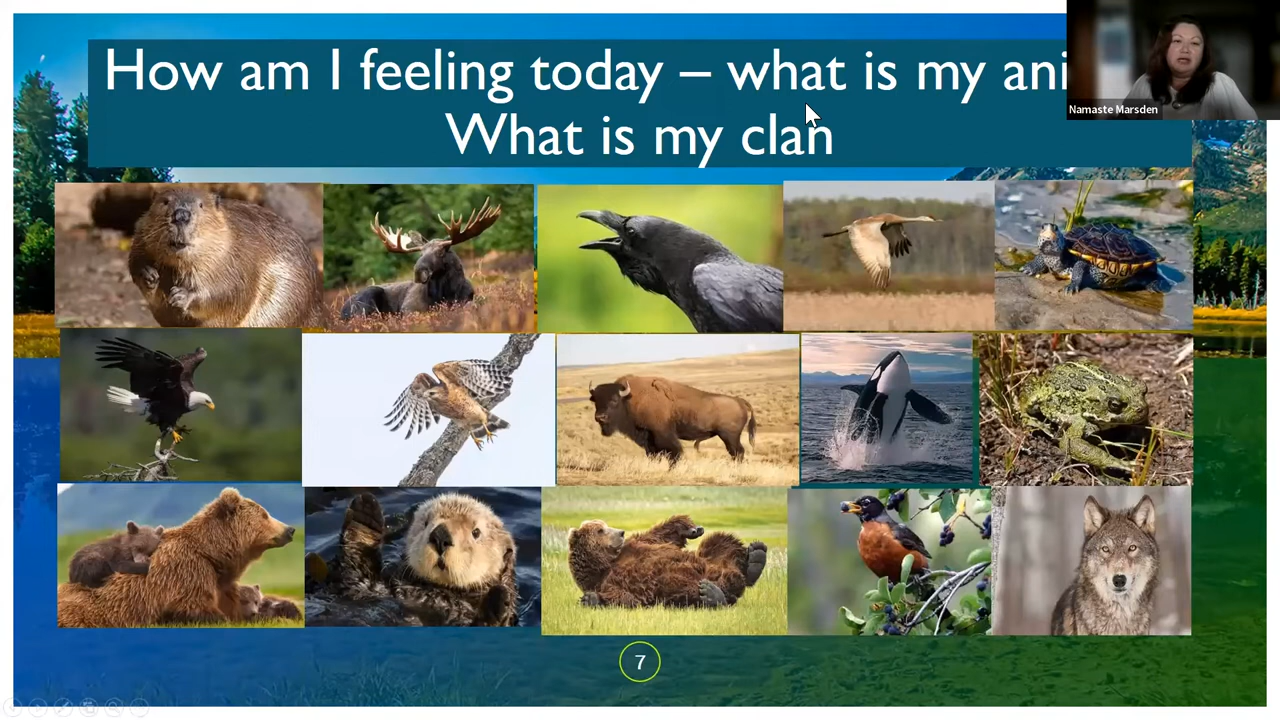 How am I feeling today – what is my ani
What is my clan
Namaste Marsden
7